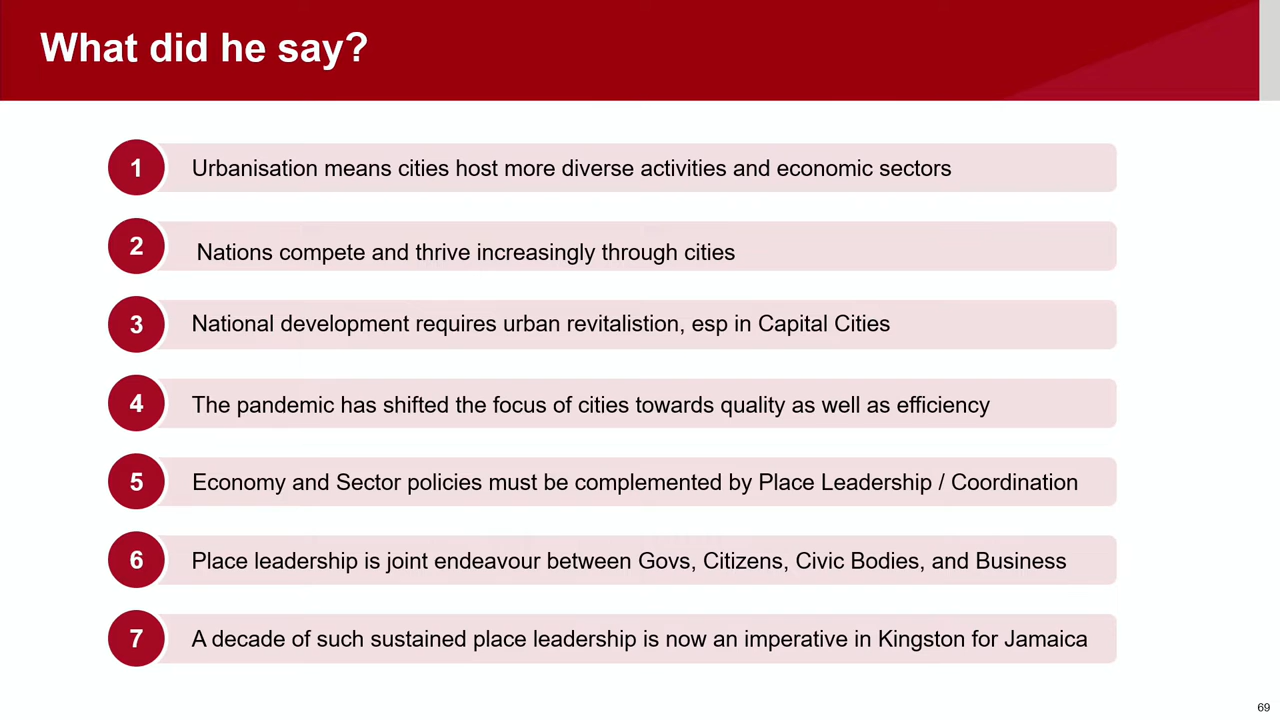 What did he say?
1
Urbanisation means cities host more diverse activities and economic sectors
2
Nations compete and thrive increasingly through cities
3
National development requires urban revitalistion, esp in Capital Cities
4
The pandemic has shifted the focus of cities towards quality as well as efficiency
5
Economy and Sector policies must be complemented by Place Leadership / Coordination
6
Place leadership is joint endeavour between Govs, Citizens, Civic Bodies, and Business
7
A decade of such sustained place leadership is now an imperative in Kingston for Jamaica
69